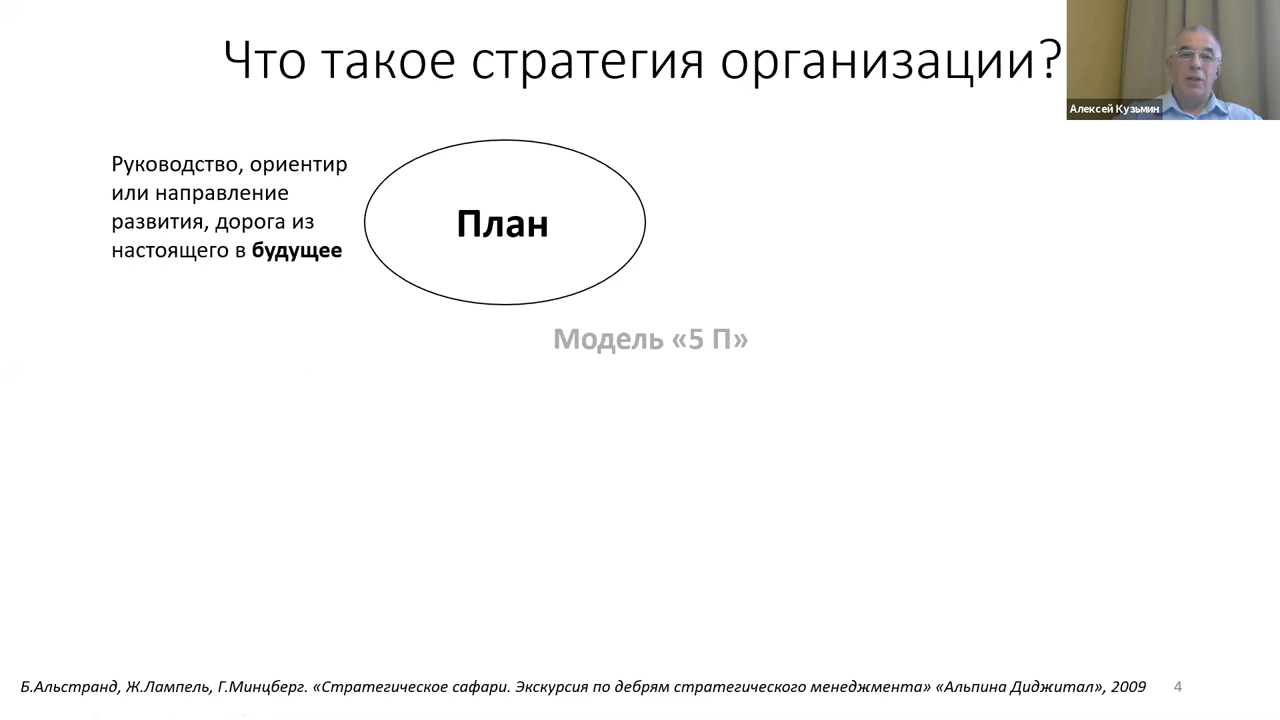 Что такое стратегия организации?
Алексей Кузьмин
Руководство, ориентир
или направление
развития, дорога из
настоящего в будущее
План
Модель «5 П»
Б.Альстранд, Ж.Лампель, Г.Минцберг. «Стратегическое сафари. Экскурсия по дебрям стратегического менеджмента» «Альпина Диджитал», 2009
4